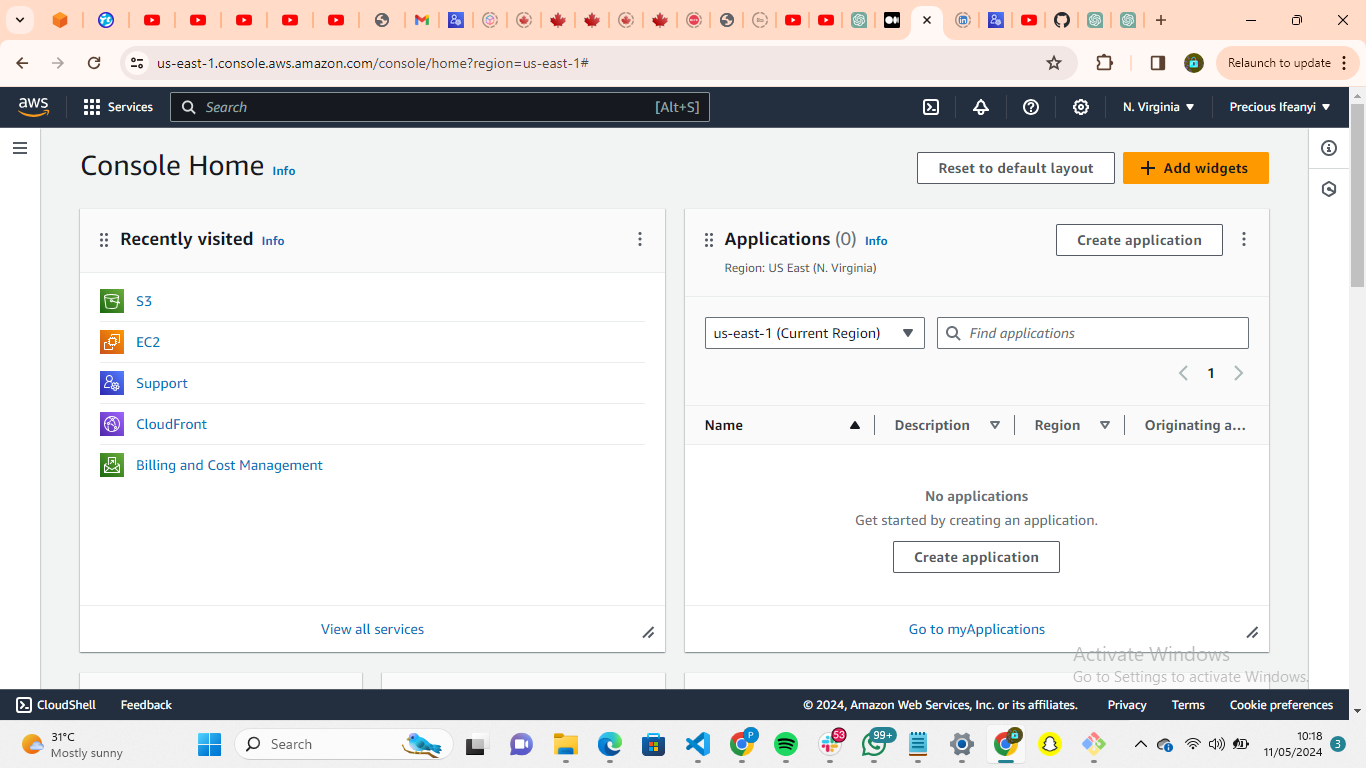 us-east-1.console.aws.amazon.com/console/home?region=us-east-1#
Relaunch to update
aws
Services
Search
[Alt+S]
N. Virginia
Precious Ifeanyi
Console Home Info
Reset to default layout
Add widgets
Recently visited Info
S3
EC2
Support
CloudFront
Billing and Cost Management
View all services
Applications (0) Info
Region: US East (N. Virginia)
Create application
us-east-1 (Current Region)
Find applications
1
Name
Description
Region
Originating a...
No applications
Get started by creating an application.
Create application
Go to myApplications
Activate Windows
Go to Settings to activate Windows.
CloudShell
Feedback
© 2024, Amazon Web Services, Inc. or its affiliates.
Privacy
Terms
Cookie preferences
31°C
Mostly sunny
Search
P
53
99+
10:18
11/05/2024
3